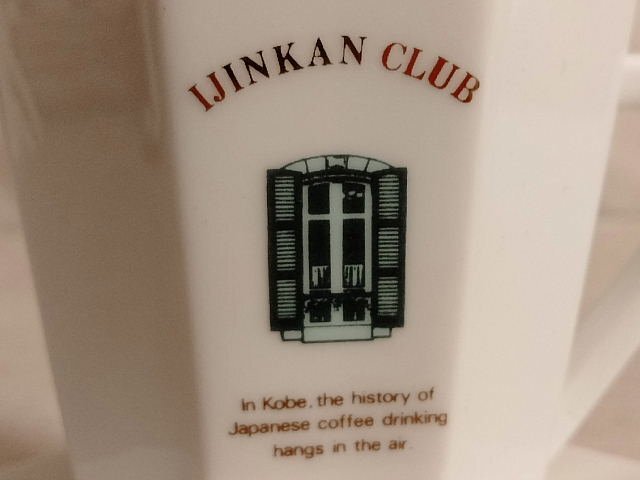 IJINKAN CLUB
In Kobe, the history of
Japanese coffee drinking
hangs in the air.